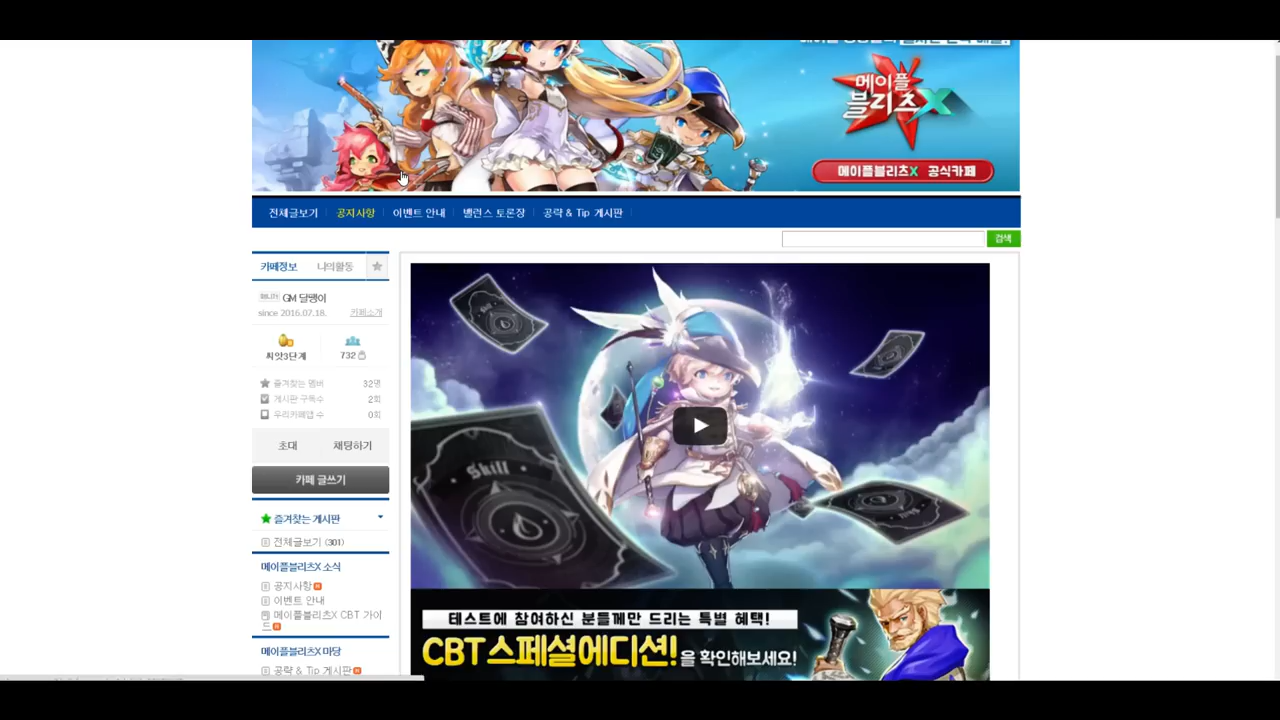 메이플
블리츠X
메이플블리츠X 공식카페
전체글보기 공지사항 이벤트 안내 밸런스 토론장 공략 & Tip 게시판
검색
카페정보 나의활동
매니저 GM 달팽이
since 2016.07.18. 카페소개
씨앗3단계 732
즐겨찾는 멤버 32명
게시판 구독수 2회
우리카페앱 수 0회
초대 채팅하기
카페 글쓰기
즐겨찾는 게시판
전체글보기 (301)
메이플블리츠X 소식
공지사항
이벤트 안내
메이플블리츠X CBT 가이
드
메이플블리츠X 마당
공략 & Tip 게시판
Skill
테스트에 참여하신 분들께만 드리는 특별 혜택!
CBT 스페셜에디션!을 확인해보세요!